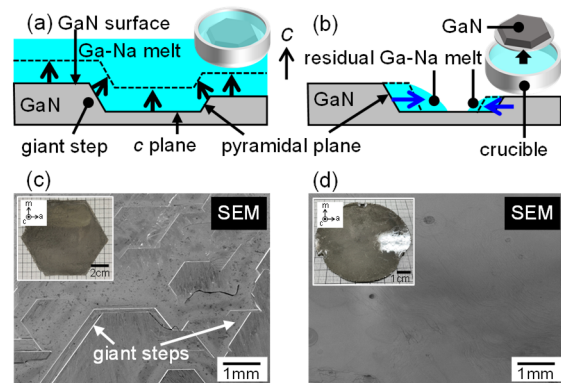 (a)
GaN surface
Ga-Na melt
GaN
giant step
c plane
pyramidal plane
C
(b)
GaN
residual Ga-Na melt
GaN
crucible
(c)
SEM
m
c
a
2cm
giant steps
1mm
(d)
SEM
m
c
a
1cm
1mm